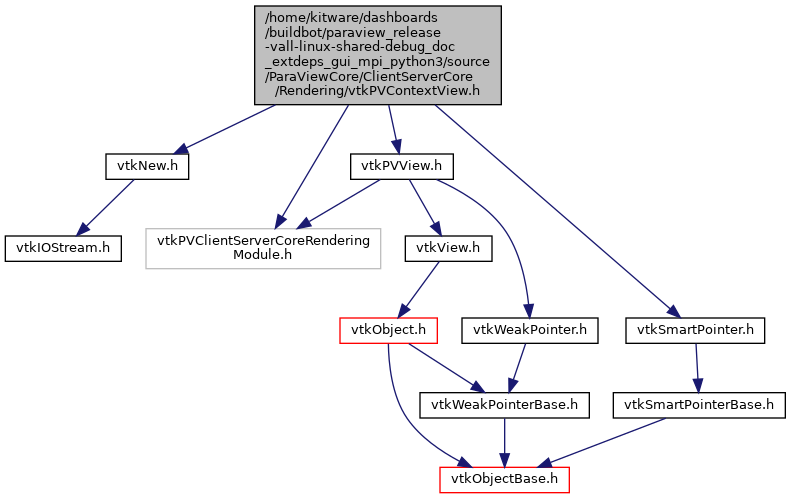 /home/kitware/dashboards
/buildbot/paraview_release
-vall-linux-shared-debug_doc
_extdeps_gui_mpi_python3/source
/ParaViewCore/ClientServerCore
/Rendering/vtkPVContextView.h
vtkNew.h
vtkPVView.h
vtkIOStream.h
vtkPVClientServerCoreRendering
Module.h
vtkView.h
vtkObject.h
vtkWeakPointer.h
vtkSmartPointer.h
vtkWeakPointerBase.h
vtkSmartPointerBase.h
vtkObjectBase.h